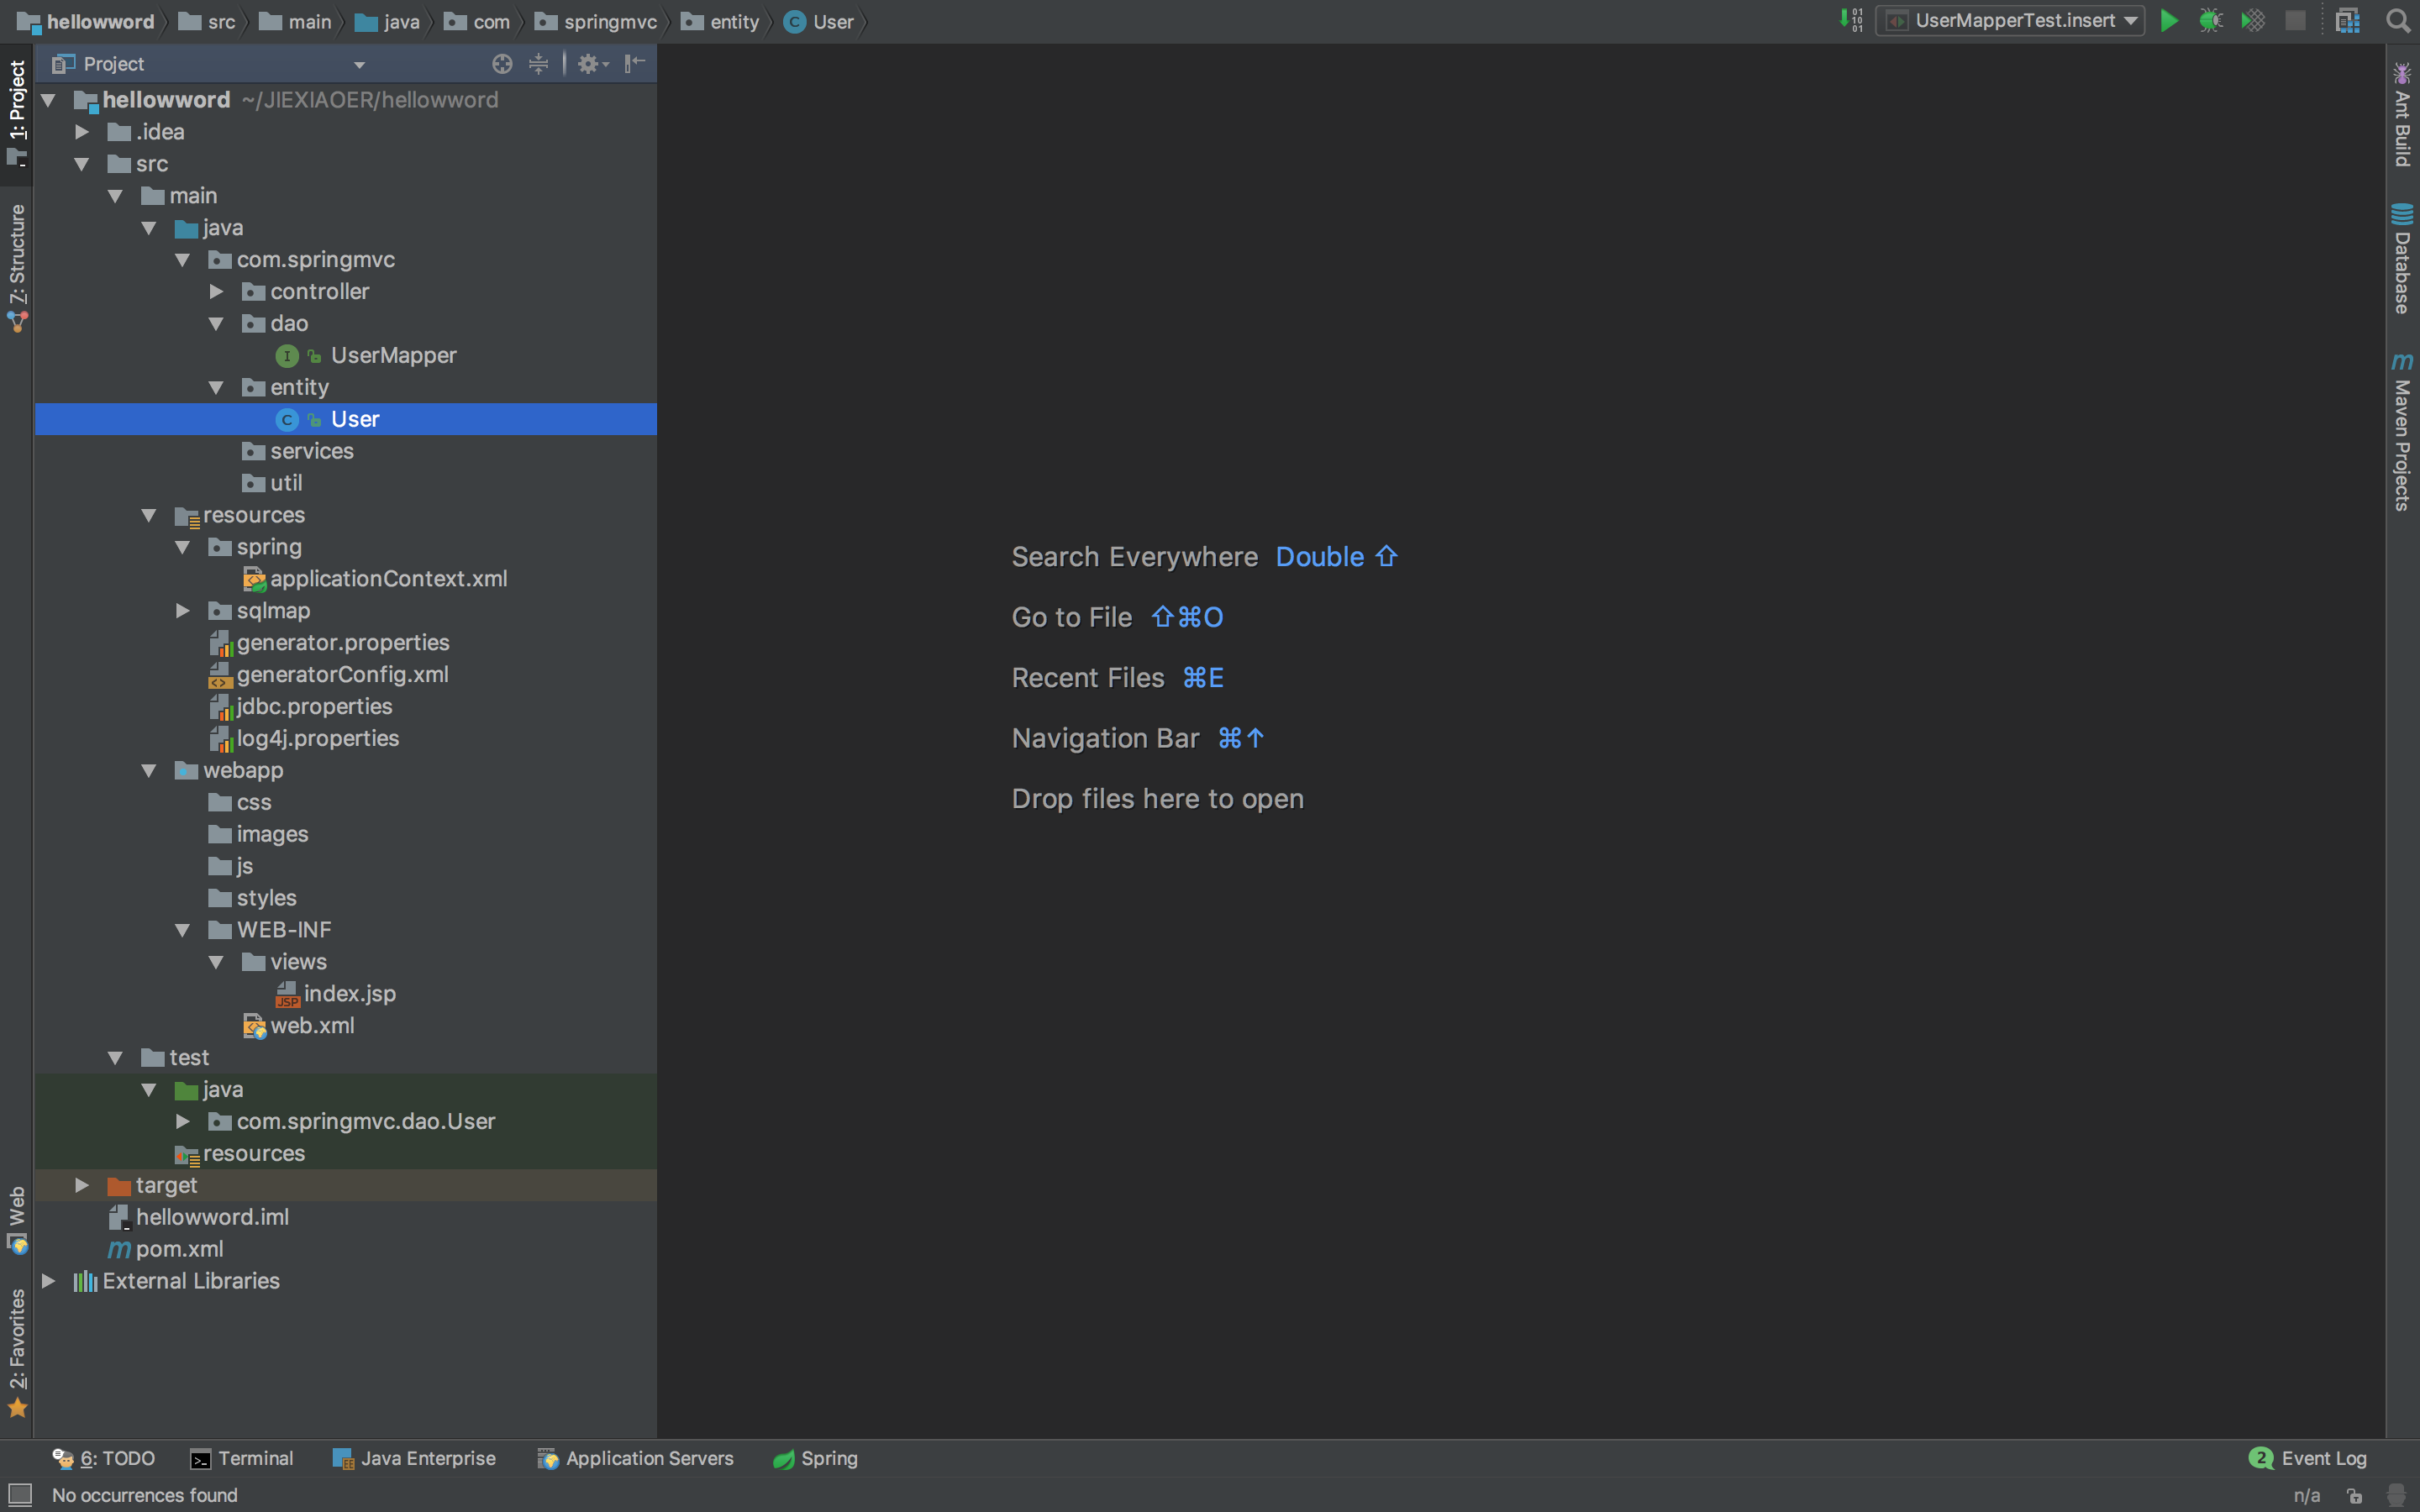 hellowword src main java com springmvc entity C User
UserMapperTest.insert
Project
1: Project
7: Structure
Web
2: Favorites
hellowword ~/JIEXIAOER/hellowword
.idea
src
main
java
com.springmvc
controller
dao
I UserMapper
entity
C User
services
util
resources
spring
applicationContext.xml
sqlmap
generator.properties
generatorConfig.xml
jdbc.properties
log4j.properties
webapp
css
images
js
styles
WEB-INF
views
JSP index.jsp
web.xml
test
java
com.springmvc.dao.User
resources
target
hellowword.iml
m pom.xml
External Libraries
Search Everywhere Double ⇧
Go to File ⇧⌘O
Recent Files ⌘E
Navigation Bar ⌘↑
Drop files here to open
Ant Build
Database
m Maven Projects
6: TODO Terminal Java Enterprise Application Servers Spring 2 Event Log
No occurrences found n/a